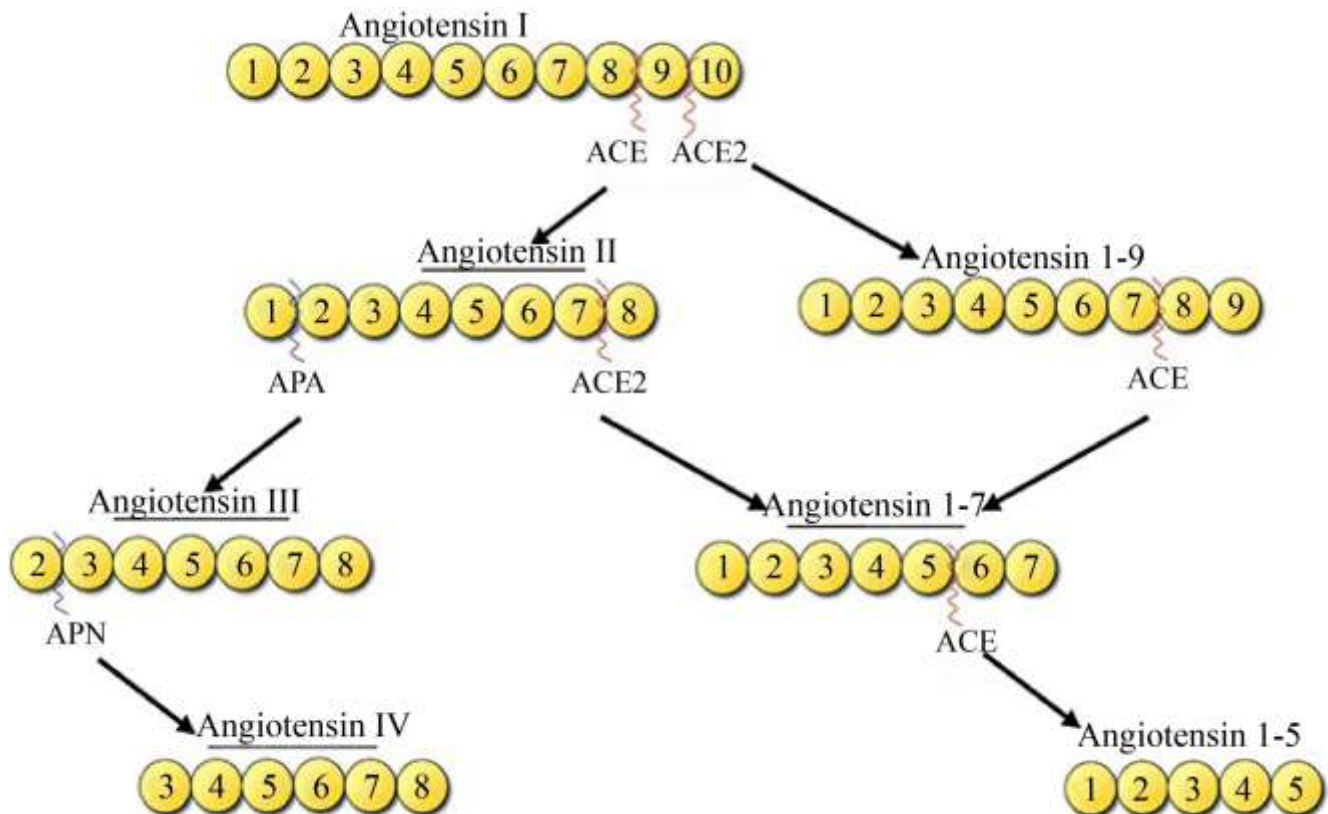 Angiotensin I
1 2 3 4 5 6 7 8 9 10
ACE ACE2
Angiotensin II
1 2 3 4 5 6 7 8
Angiotensin 1-9
1 2 3 4 5 6 7 8 9
APA
ACE2
ACE
Angiotensin III
2 3 4 5 6 7 8
Angiotensin 1-7
1 2 3 4 5 6 7
APN
ACE
Angiotensin IV
3 4 5 6 7 8
Angiotensin 1-5
1 2 3 4 5